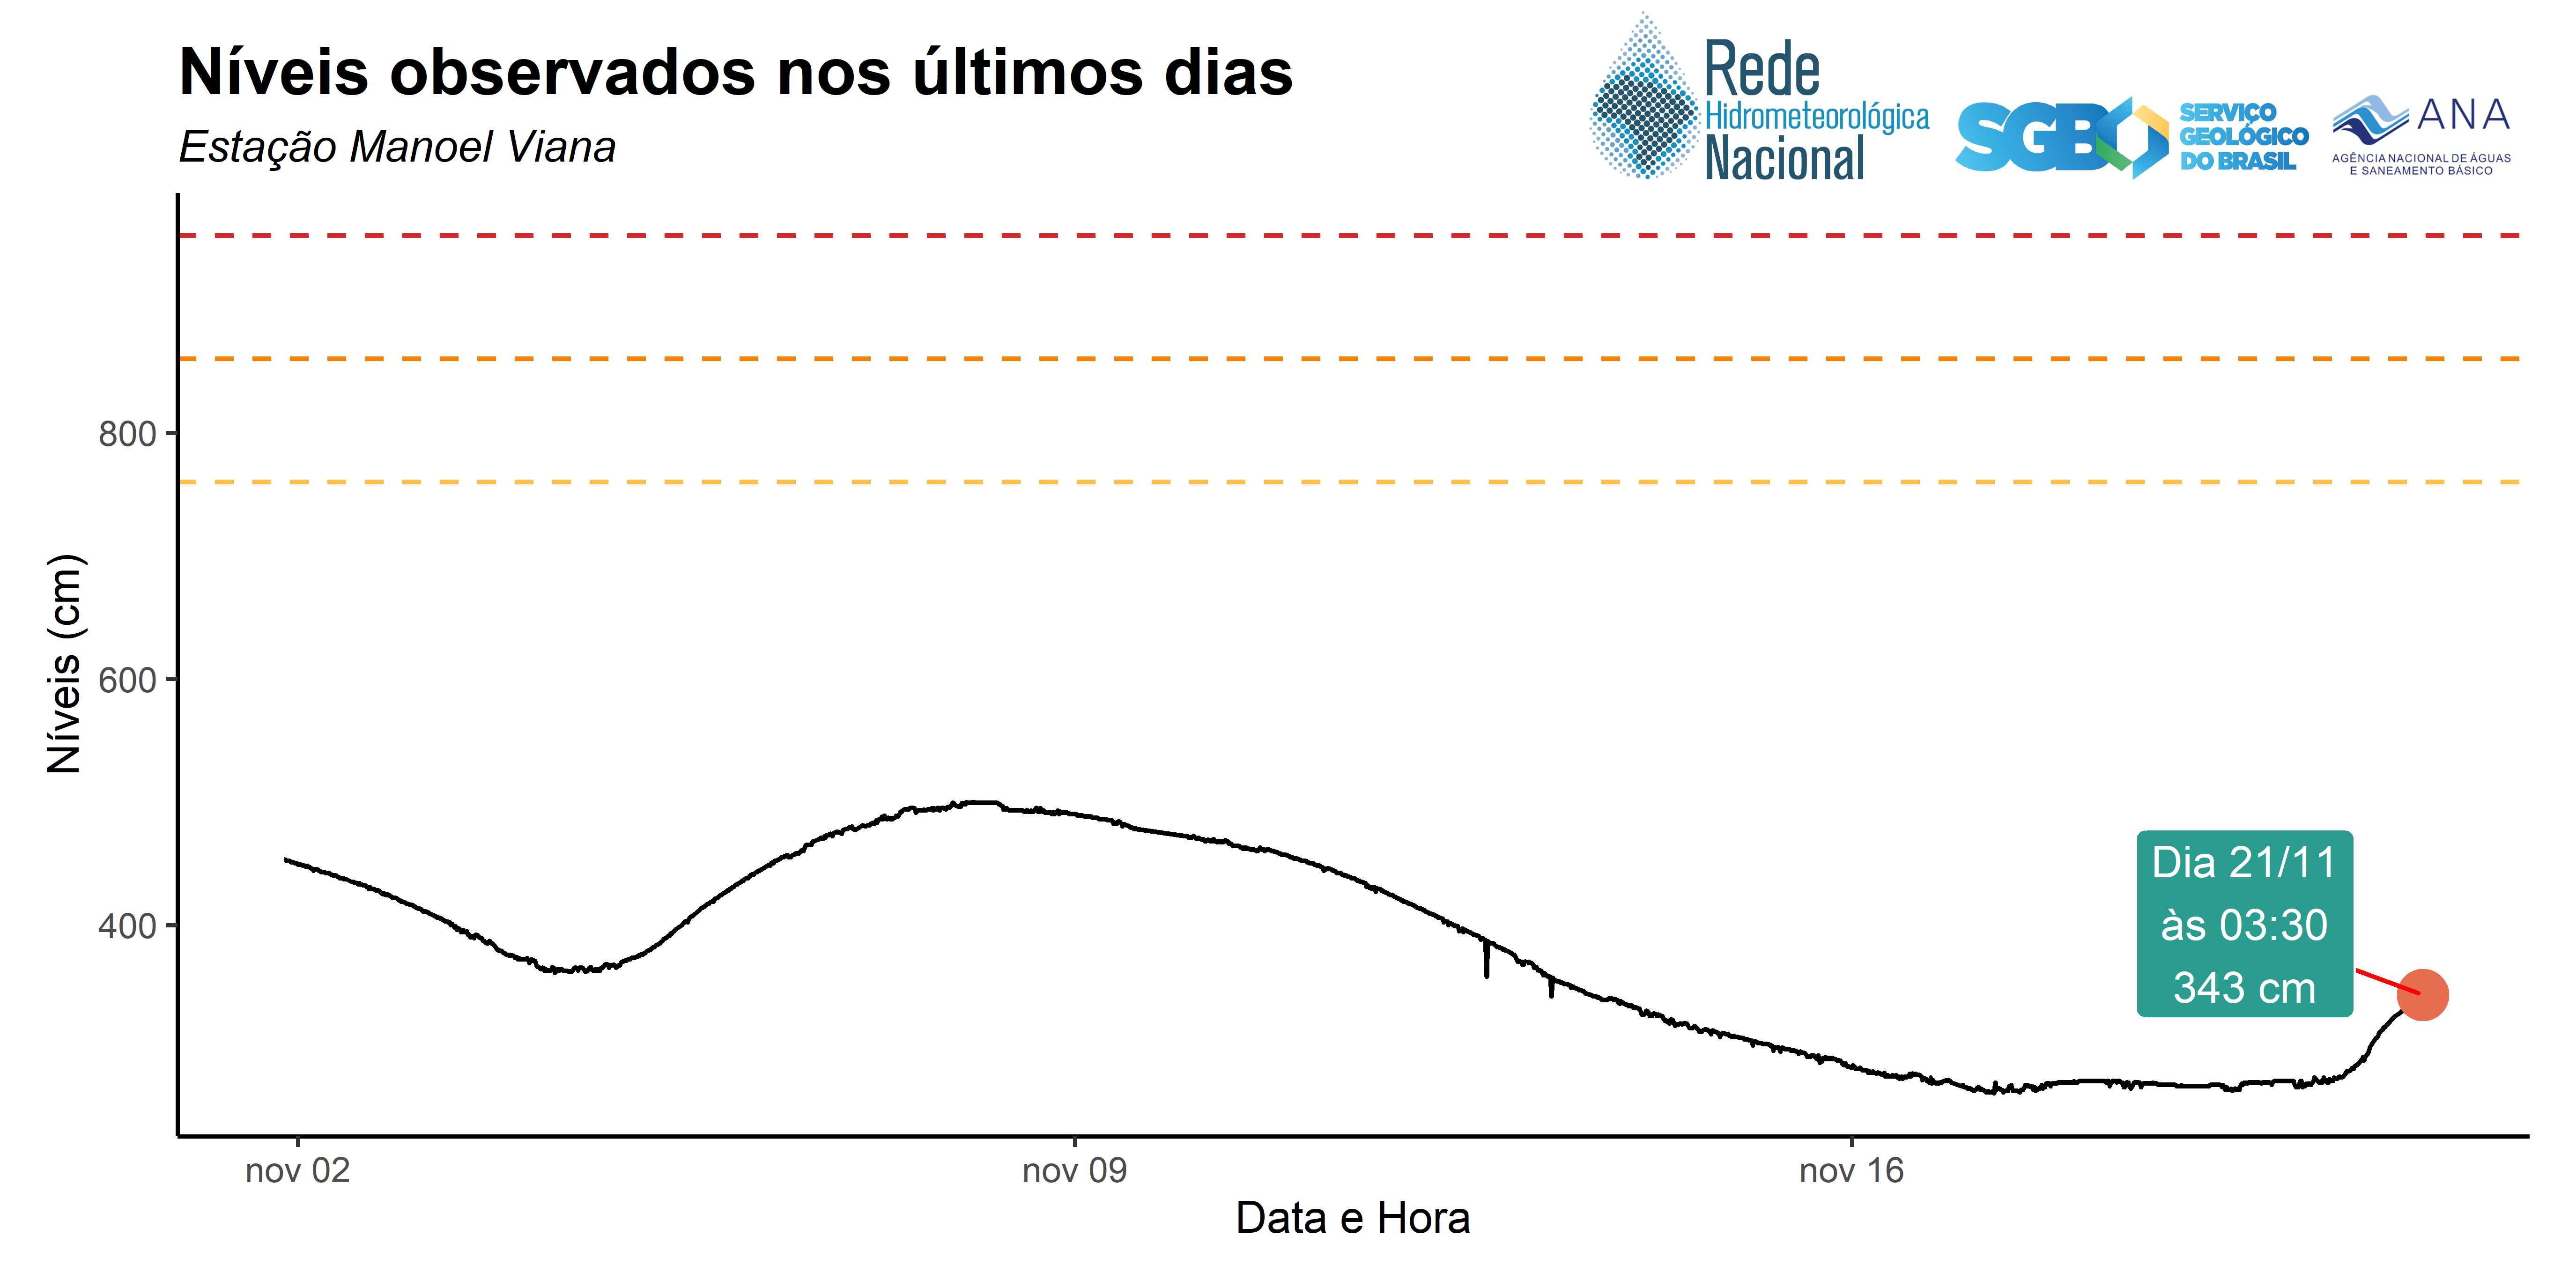 Níveis observados nos últimos dias
Estação Manoel Viana
Rede
Hidrometeorológica
Nacional
SGB
SERVIÇO
GEOLÓGICO
DO BRASIL
ANA
AGÊNCIA NACIONAL DE ÁGUAS
E SANEAMENTO BÁSICO
Níveis (cm)
800
600
400
Dia 21/11
às 03:30
343 cm
nov 02
nov 09
nov 16
Data e Hora